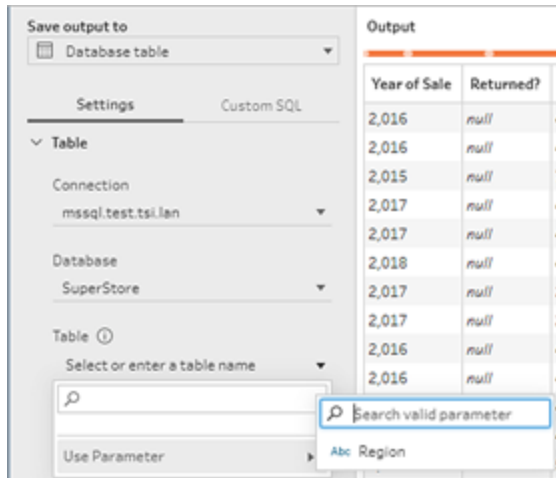 Save output to
Database table
Settings
Custom SQL
Table
Connection
mssql.test.tsi.lan
Database
SuperStore
Table
Select or enter a table name
Use Parameter
Search valid parameter
Abc Region
Output
Year of Sale Returned?
2,016 null
2,016 null
2,015 null
2,017 null
2,017 null
2,018 null
2,017 null
2,017 null
2,016 null
2,016 null